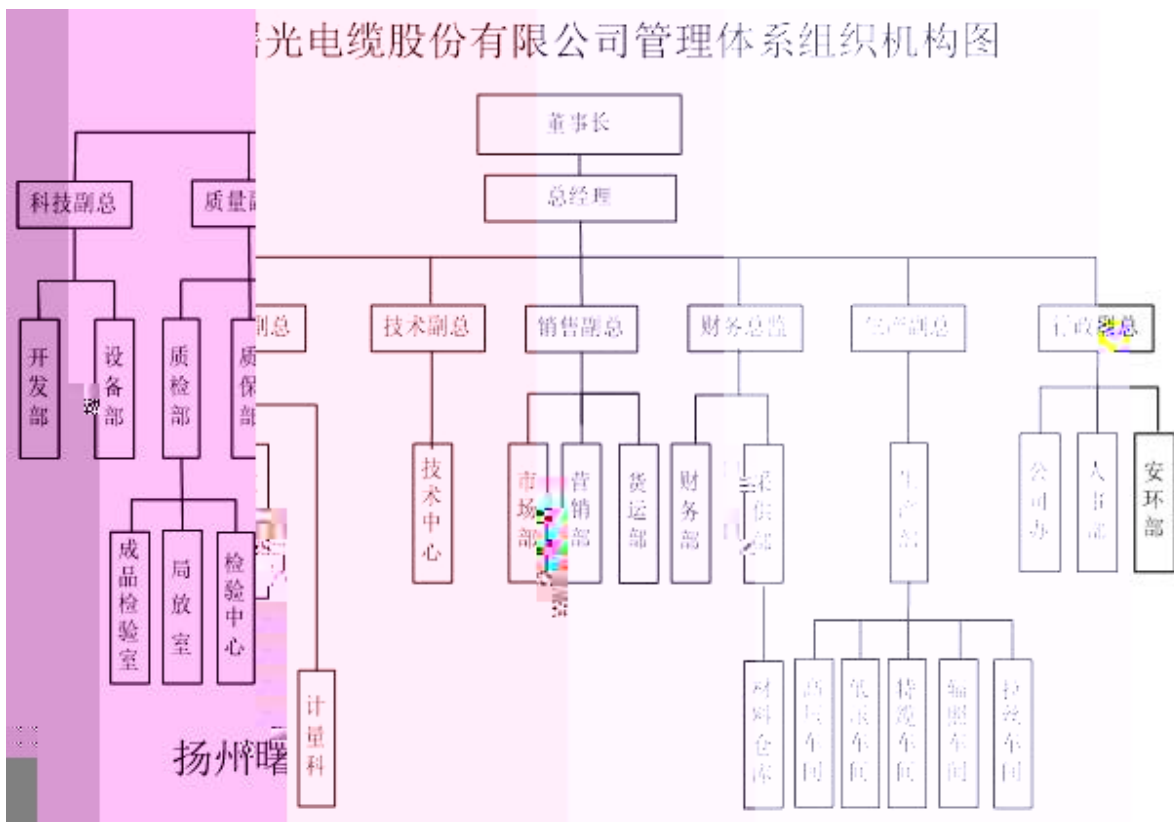 光电缆股份有限公司管理体系组织机构图
董事长
总经理
科技副总
质量
副总
技术副总
销售副总
财务总监
生产副总
行政副总
开发部
设备部
质检部
质保部
技术中心
市场部
营销部
货运部
财务部
采供部
生产部
公司办
人事部
安环部
成品检验室
局放室
检验中心
计量科
材料仓库
高压车间
低压车间
特缆车间
辐照车间
拉丝车间
扬州曙